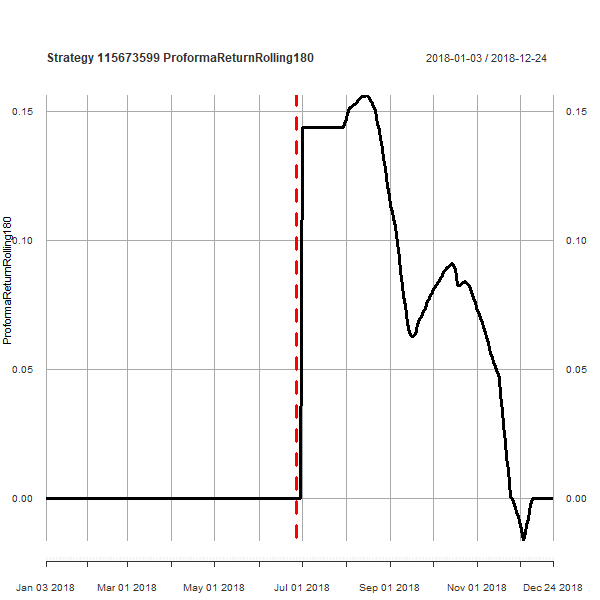 Strategy 115673599 ProformaReturnRolling180
2018-01-03 / 2018-12-24
0.15
0.15
0.10
0.10
ProformaReturnRolling180
0.05
0.05
0.00
0.00
Jan 03 2018
Mar 01 2018
May 01 2018
Jul 01 2018
Sep 01 2018
Nov 01 2018
Dec 24 2018